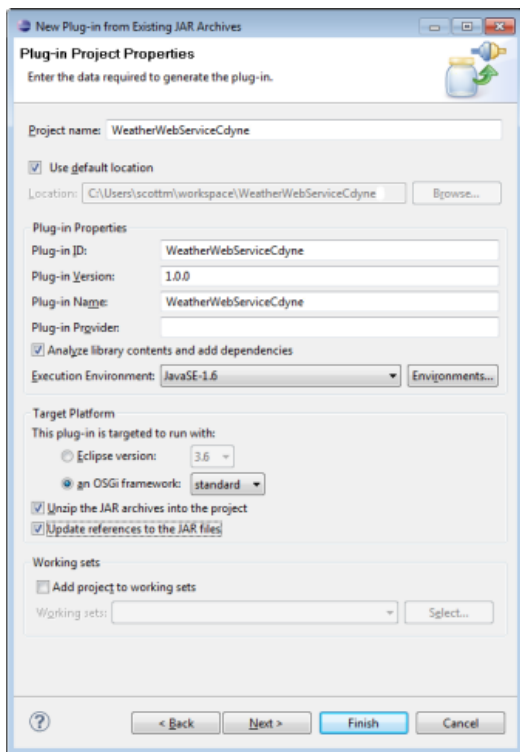 New Plug-in from Existing JAR Archives
Plug-in Project Properties
Enter the data required to generate the plug-in.
Project name: WeatherWebServiceCdyne
Use default location
Location: C:\Users\scottm\workspace\WeatherWebServiceCdyne Browse...
Plug-in Properties
Plug-in ID: WeatherWebServiceCdyne
Plug-in Version: 1.0.0
Plug-in Name: WeatherWebServiceCdyne
Plug-in Provider:
Analyze library contents and add dependencies
Execution Environment: JavaSE-1.6 Environments...
Target Platform
This plug-in is targeted to run with:
Eclipse version: 3.6
an OSGi framework: standard
Unzip the JAR archives into the project
Update references to the JAR files
Working sets
Add project to working sets
Working sets: Select...
? < Back Next > Finish Cancel